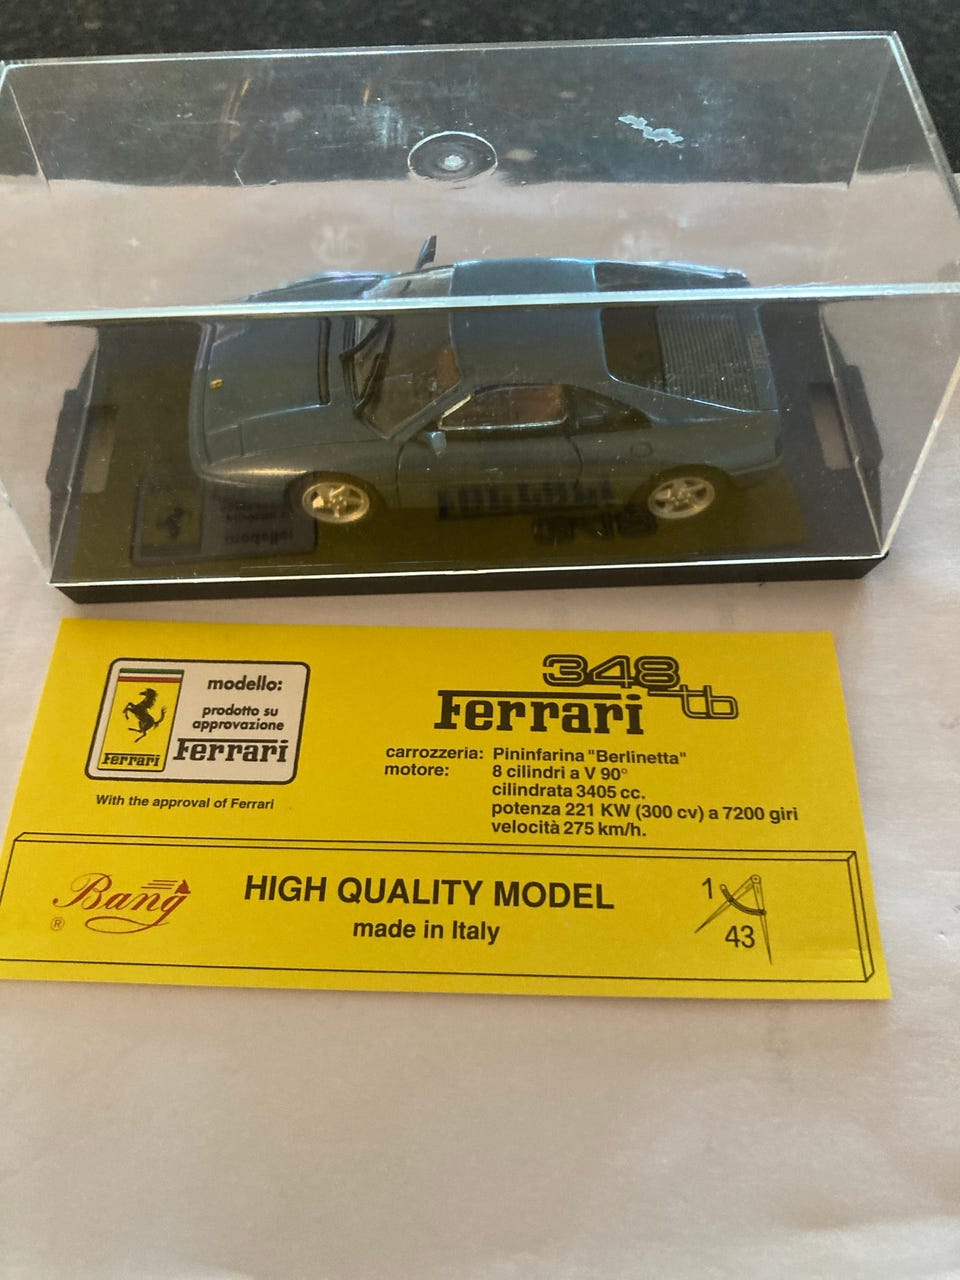 Ferrari
modello:
prodotto su
approvazione
Ferrari
With the approval of Ferrari
348
tb
Ferrari
carrozzeria: Pininfarina "Berlinetta"
motore: 8 cilindri a V 90°
cilindrata 3405 cc.
potenza 221 KW (300 cv) a 7200 giri
velocità 275 km/h.
Bang
®
HIGH QUALITY MODEL
made in Italy
1
43